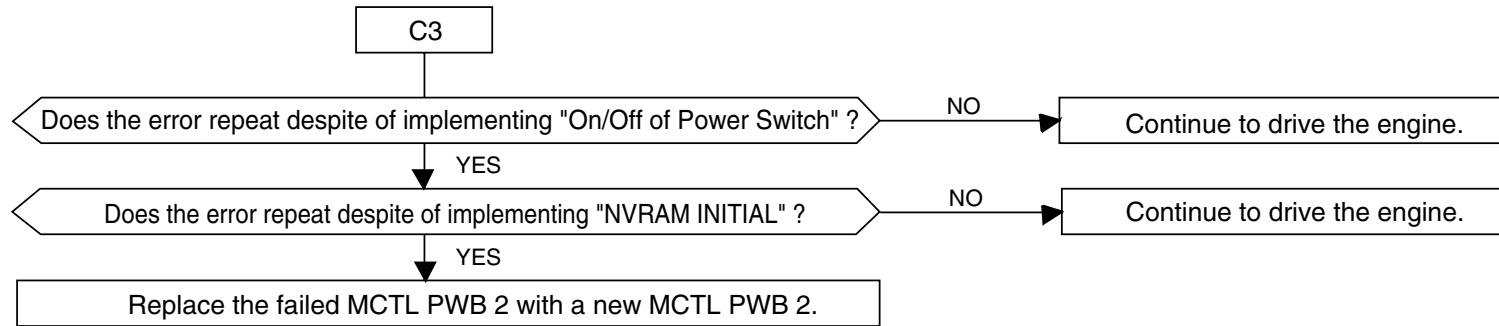 C3
Does the error repeat despite of implementing "On/Off of Power Switch" ?
NO
Continue to drive the engine.
YES
Does the error repeat despite of implementing "NVRAM INITIAL" ?
NO
Continue to drive the engine.
YES
Replace the failed MCTL PWB 2 with a new MCTL PWB 2.